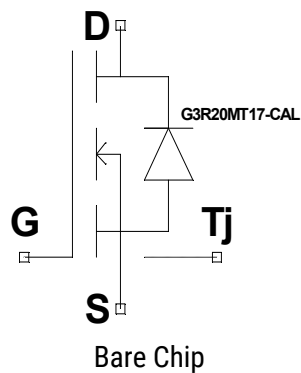 D
G3R20MT17-CAL
G
Tj
S
Bare Chip